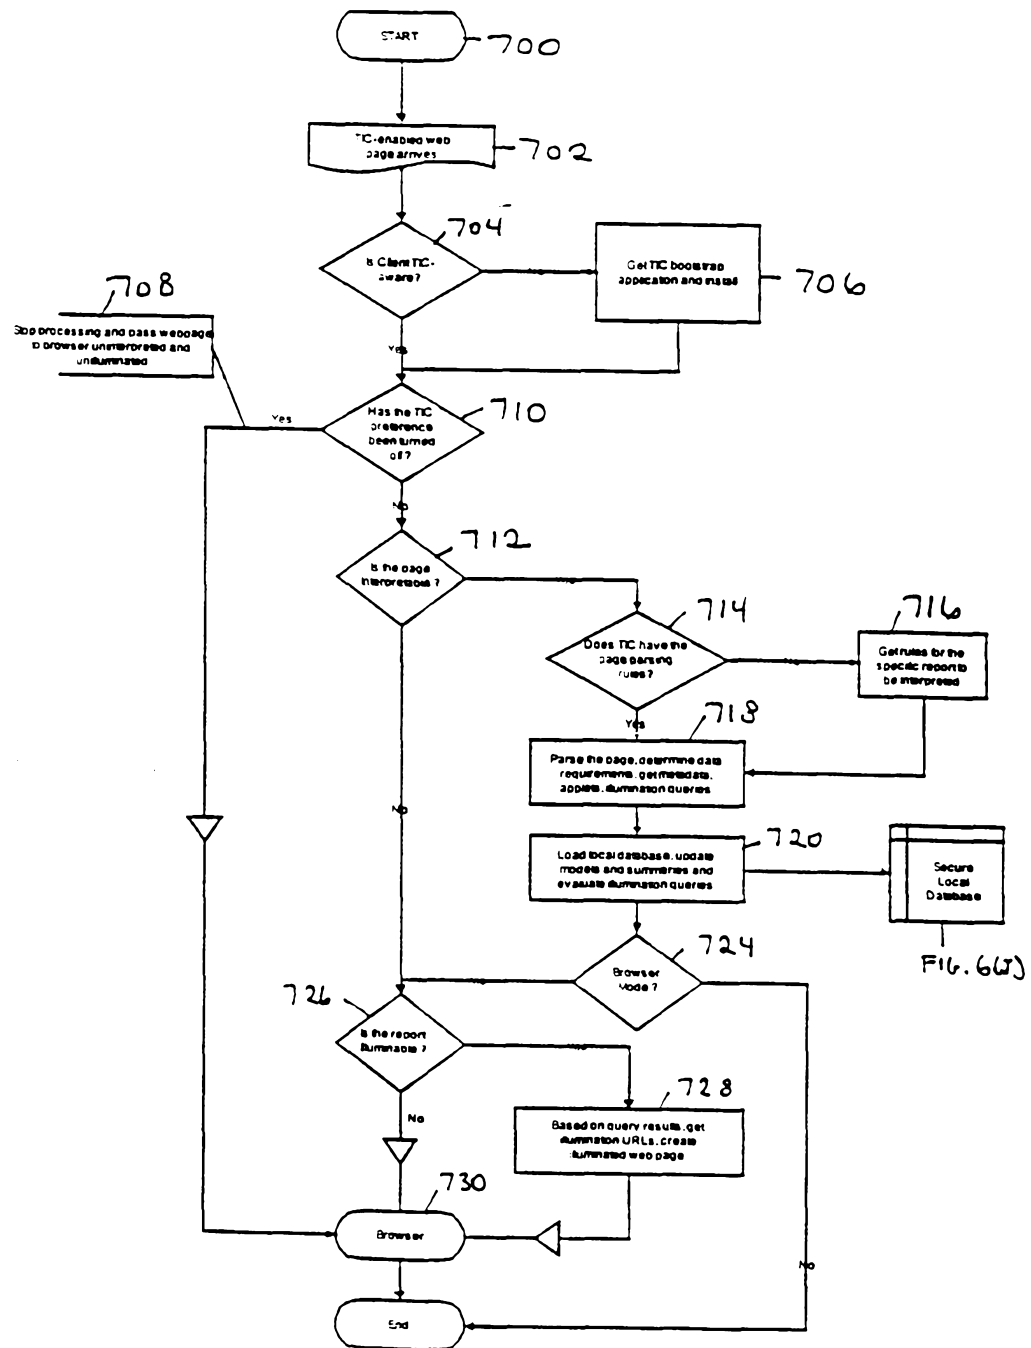 START
700
TIC-enabled web
page arrives
702
704
Is Client TIC-
aware?
Get TIC bootstrap
application and install
706
708
Stop processing and pass webpage
to browser uninterpreted and
unilluminated
Yes
Yes
Has the TIC
preference
been turned
off?
710
No
712
Is the page
Interpretable?
714
Does TIC have the
page parsing
rules?
716
Get rules for the
specific report to
be interpreted
Yes
718
Parse the page, determine data
requirements, get metadata,
applets, illumination queries
No
720
Load local database, update
models and summaries and
evaluate illumination queries
Secure
Local
Database
FIG. 6(J)
724
Browser
Mode?
726
Is the report
illuminable?
728
Based on query results, get
illumination URLs, create
illuminated web page
No
730
Browser
No
End